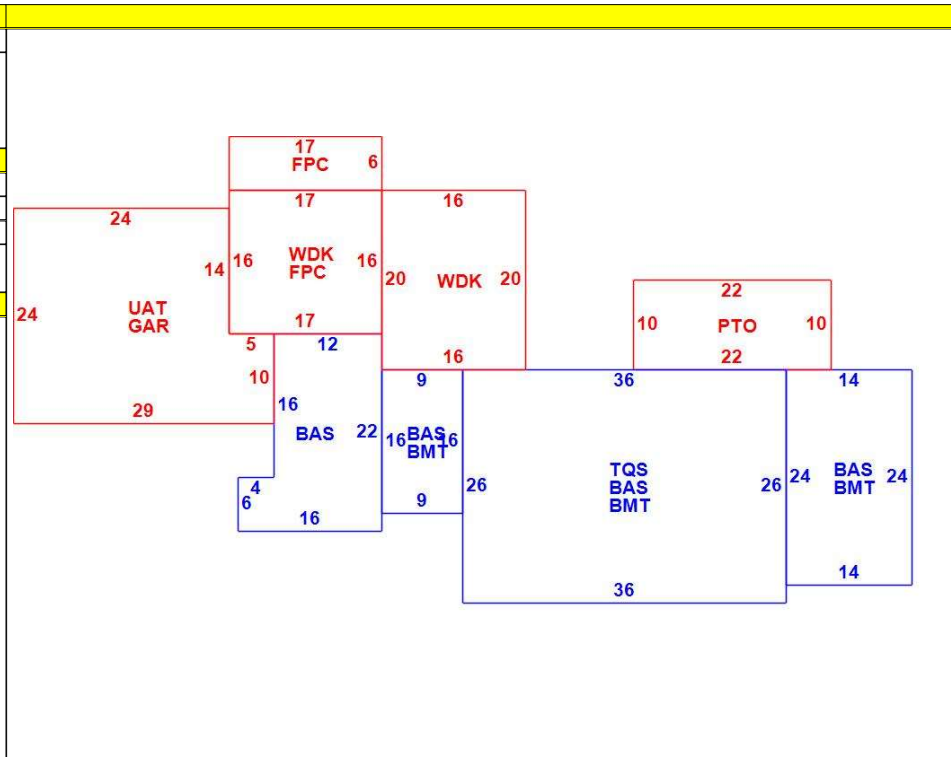 17
FPC 6
17 16
24
WDK
FPC
16 16
14
20 WDK 20
24
UAT
GAR
22
10 PTO 10
22
17
5 12
16
10
9 36 14
29
16
BAS 22
16 BAS 16
BMT
TQS
BAS
BMT
26 26
24 BAS 24
BMT
4
6
16
9
14
36